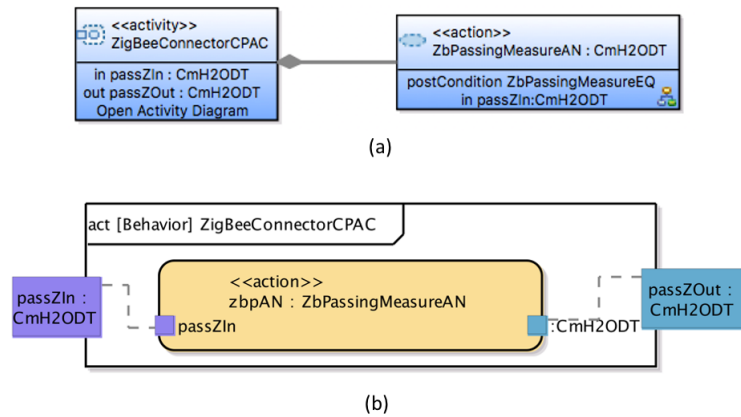 <<activity>>
ZigBeeConnectorCPAC
in passZIn : CmH2ODT
out passZOut : CmH2ODT
Open Activity Diagram
<<action>>
ZbPassingMeasureAN : CmH2ODT
postCondition ZbPassingMeasureEQ
in passZIn:CmH2ODT
(a)
act [Behavior] ZigBeeConnectorCPAC
passZIn :
CmH2ODT
<<action>>
zbpAN : ZbPassingMeasureAN
passZIn
:CmH2ODT
passZOut :
CmH2ODT
(b)